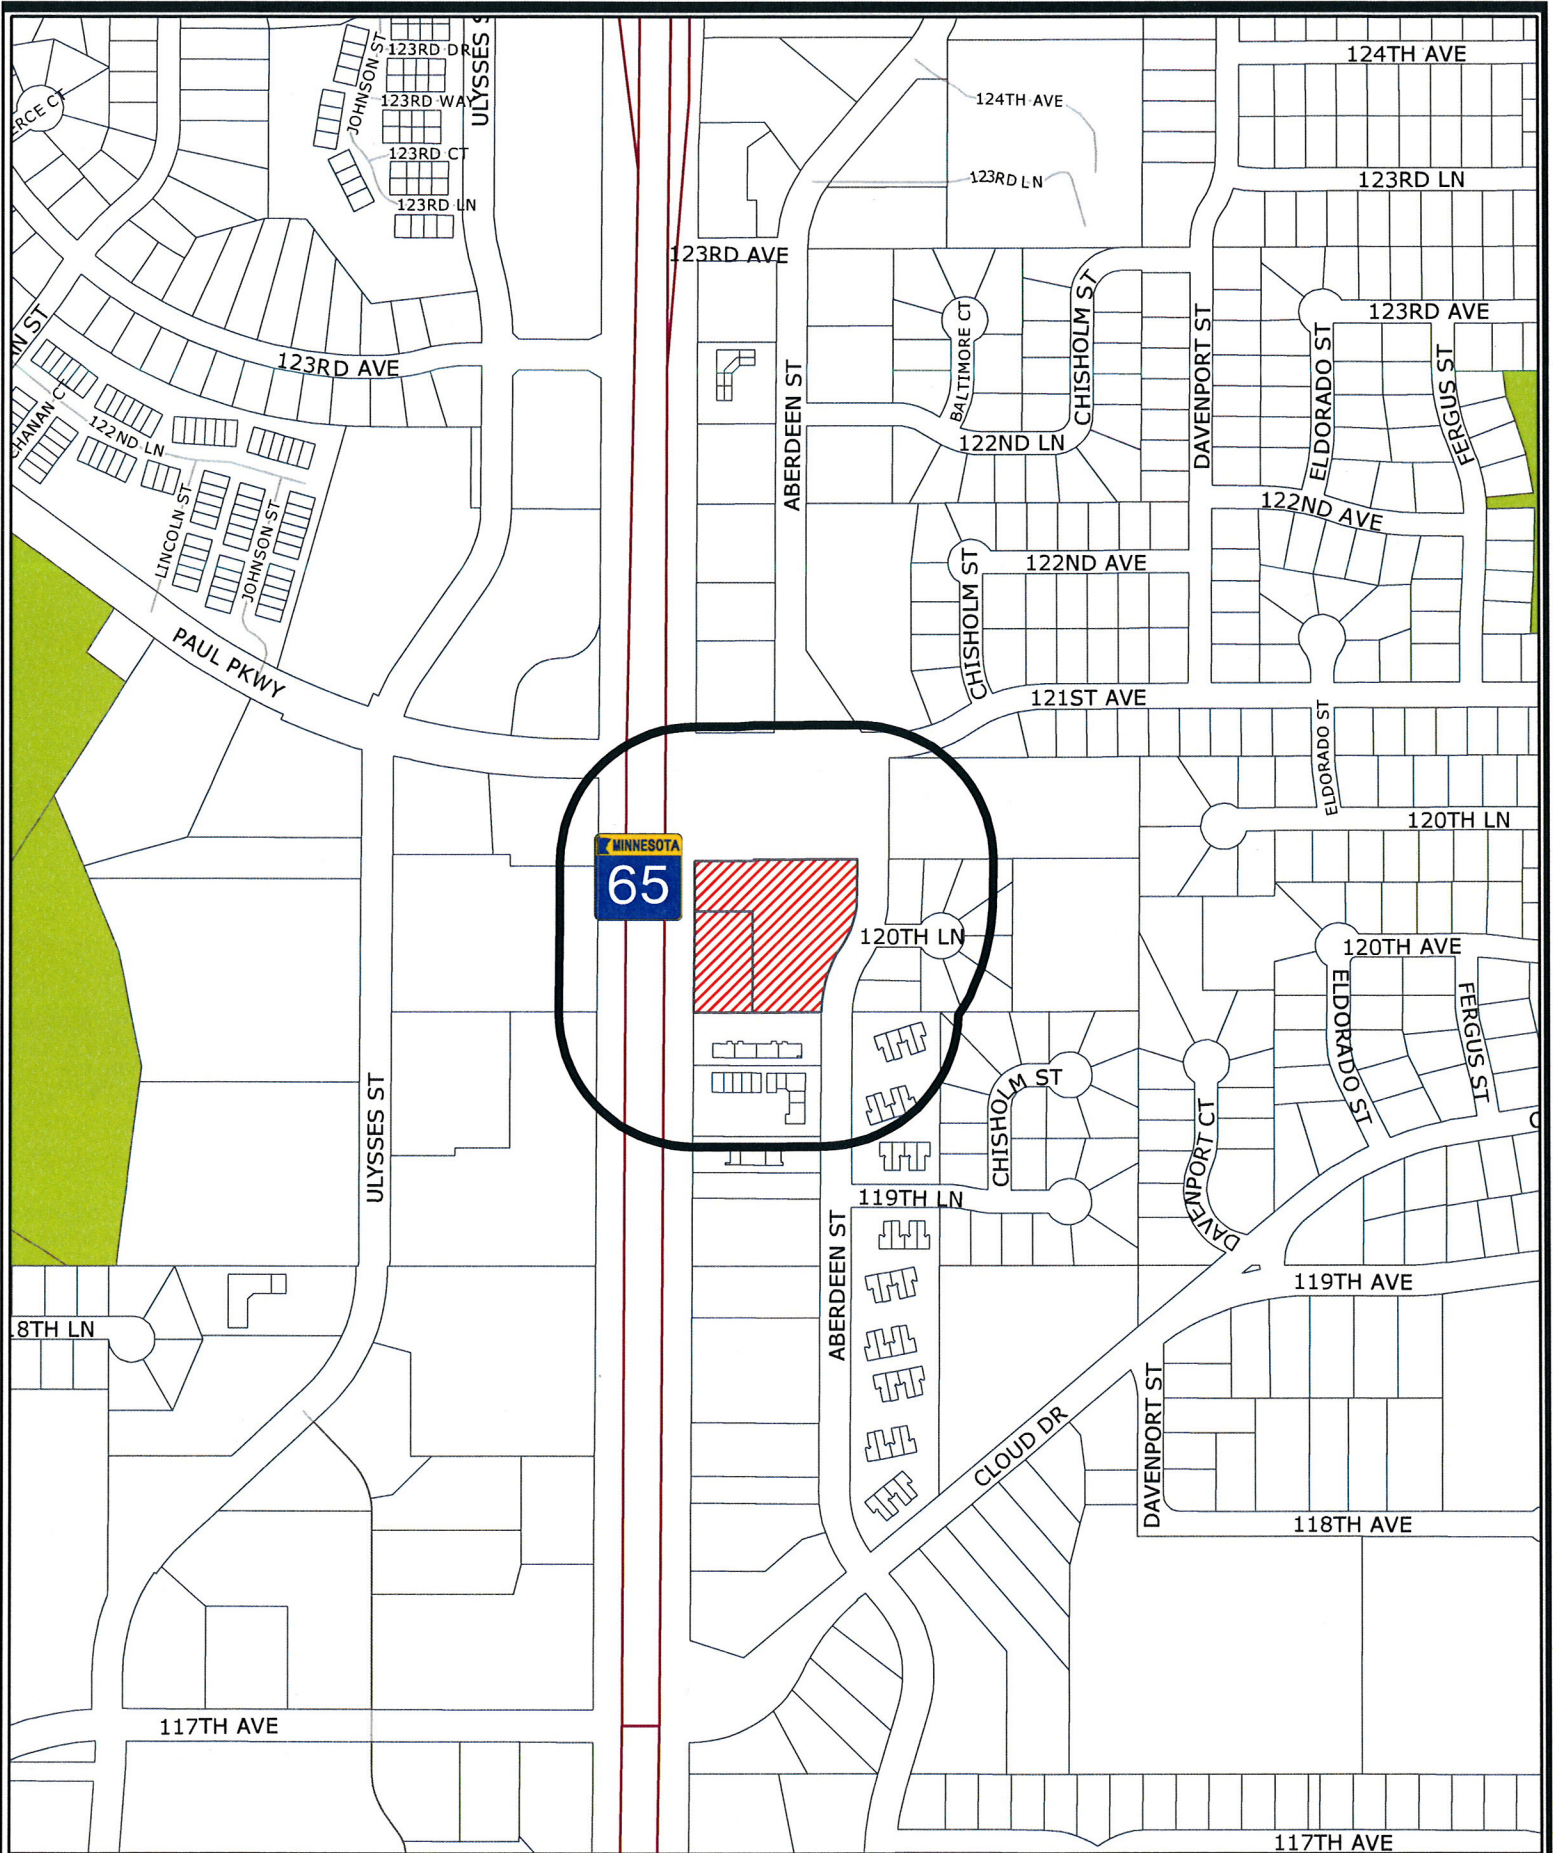 123RD DR
ULYSSES S
JOHNSON ST
124TH AVE
123RD WAY
124TH AVE
ERCE CT
123RD CT
123RD LN
123RD LN
123RD LN
123RD AVE
AN ST
BALTIMORE CT
CHISHOLM ST
DAVENPORT ST
123RD AVE
ELDORADO ST
FERGUS ST
123RD AVE
ABERDEEN ST
CHANAN CT
122ND LN
122ND LN
122ND AVE
LINCOLN ST
JOHNSON ST
CHISHOLM ST
122ND AVE
PAUL PKWY
121ST AVE
ELDORADO ST
120TH LN
MINNESOTA
65
120TH LN
120TH AVE
ELDORADO ST
FERGUS ST
ULYSSES ST
CHISHOLM ST
DAVENPORT CT
C
119TH LN
ABERDEEN ST
DAV
119TH AVE
18TH LN
CLOUD DR
DAVENPORT ST
118TH AVE
117TH AVE
117TH AVE